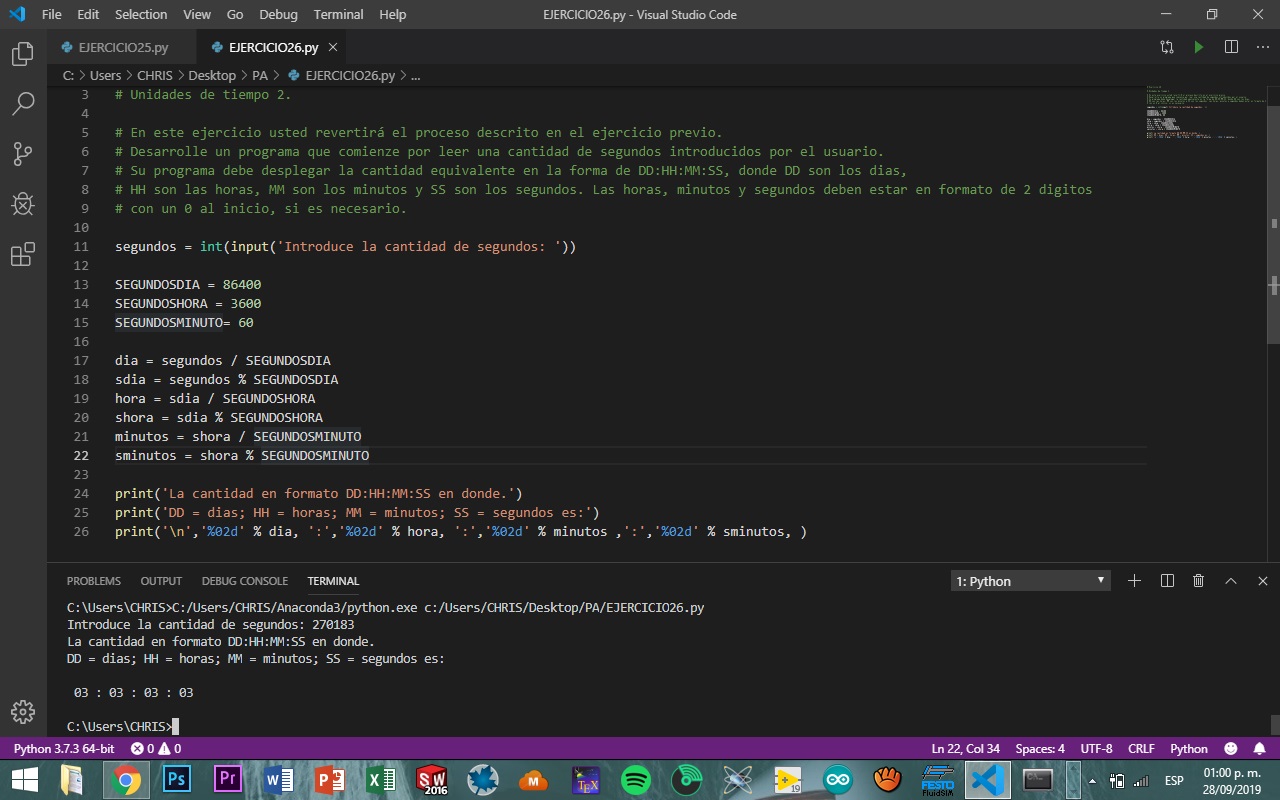 File Edit Selection View Go Debug Terminal Help EJERCICIO26.py - Visual Studio Code
EJERCICIO25.py EJERCICIO26.py
C: > Users > CHRIS > Desktop > PA > EJERCICIO26.py > ...
3 # Unidades de tiempo 2.
4
5 # En este ejercicio usted revertirá el proceso descrito en el ejercicio previo.
6 # Desarrolle un programa que comienze por leer una cantidad de segundos introducidos por el usuario.
7 # Su programa debe desplegar la cantidad equivalente en la forma de DD:HH:MM:SS, donde DD son los dias,
8 # HH son las horas, MM son los minutos y SS son los segundos. Las horas, minutos y segundos deben estar en formato de 2 digitos
9 # con un 0 al inicio, si es necesario.
10
11 segundos = int(input('Introduce la cantidad de segundos: '))
12
13 SEGUNDOSDIA = 86400
14 SEGUNDOSHORA = 3600
15 SEGUNDOSMINUTO= 60
16
17 dia = segundos / SEGUNDOSDIA
18 sdia = segundos % SEGUNDOSDIA
19 hora = sdia / SEGUNDOSHORA
20 shora = sdia % SEGUNDOSHORA
21 minutos = shora / SEGUNDOSMINUTO
22 sminutos = shora % SEGUNDOSMINUTO
23
24 print('La cantidad en formato DD:HH:MM:SS en donde.')
25 print('DD = dias; HH = horas; MM = minutos; SS = segundos es:')
26 print('\n','%02d' % dia, ':','%02d' % hora, ':','%02d' % minutos ,':','%02d' % sminutos, )
PROBLEMS OUTPUT DEBUG CONSOLE TERMINAL 1: Python
C:\Users\CHRIS>C:/Users/CHRIS/Anaconda3/python.exe c:/Users/CHRIS/Desktop/PA/EJERCICIO26.py
Introduce la cantidad de segundos: 270183
La cantidad en formato DD:HH:MM:SS en donde.
DD = dias; HH = horas; MM = minutos; SS = segundos es:
03 : 03 : 03 : 03
C:\Users\CHRIS>
Python 3.7.3 64-bit 0 0 Ln 22, Col 34 Spaces: 4 UTF-8 CRLF Python
Ps Pr W P X SW 2016 TEX 19 FESTO FluidSIM ESP 01:00 p. m.
28/09/2019